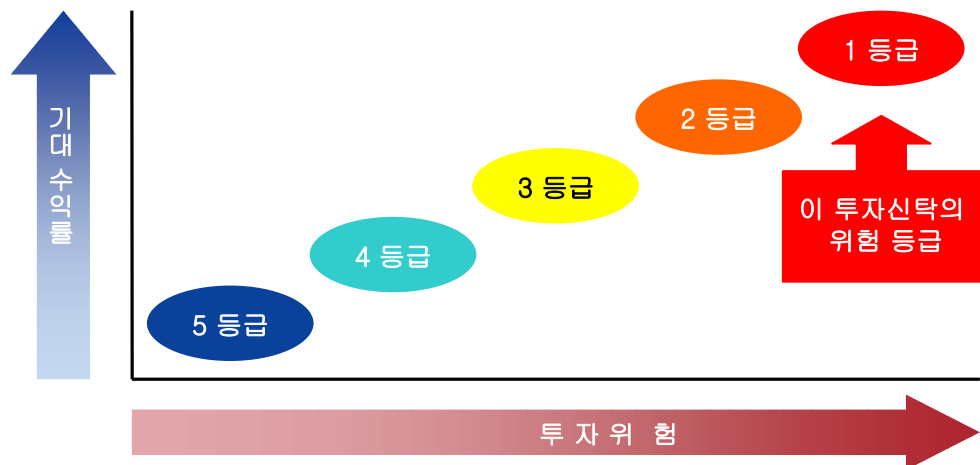 기대 수익률
1 등급
2 등급
3 등급
4 등급
5 등급
이 투자신탁의
위험 등급
투 자 위 험